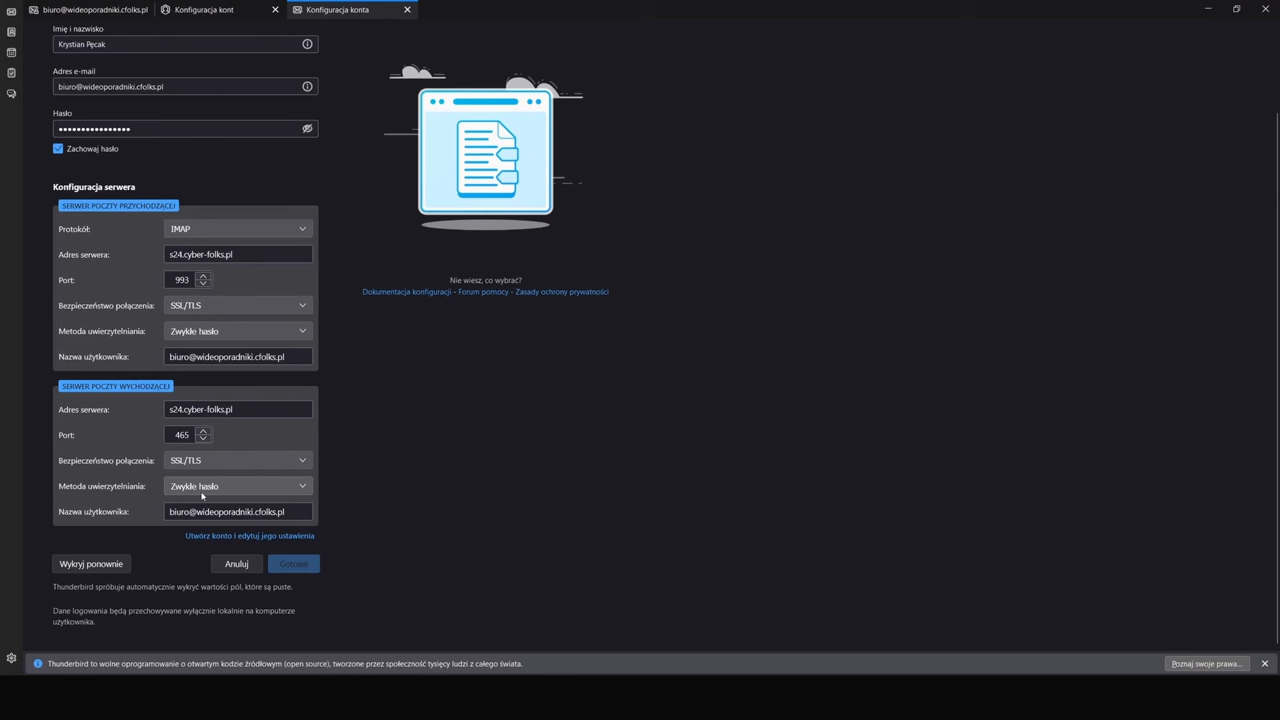 biuro@wideoporadniki.cfolks.pl
Konfiguracja kont
Konfiguracja konta
Imię i nazwisko
Krystian Pęcak
Adres e-mail
biuro@wideoporadniki.cfolks.pl
Hasło
••••••••••••••••
Zachowaj hasło
Konfiguracja serwera
SERWER POCZTY PRZYCHODZĄCEJ
Protokół: IMAP
Adres serwera: s24.cyber-folks.pl
Port: 993
Bezpieczeństwo połączenia: SSL/TLS
Metoda uwierzytelniania: Zwykłe hasło
Nazwa użytkownika: biuro@wideoporadniki.cfolks.pl
SERWER POCZTY WYCHODZĄCEJ
Adres serwera: s24.cyber-folks.pl
Port: 465
Bezpieczeństwo połączenia: SSL/TLS
Metoda uwierzytelniania: Zwykłe hasło
Nazwa użytkownika: biuro@wideoporadniki.cfolks.pl
Utwórz konto i edytuj jego ustawienia
Wykryj ponownie Anuluj Gotowe
Thunderbird spróbuje automatycznie wykryć wartości pól, które są puste.
Dane logowania będą przechowywane wyłącznie lokalnie na komputerze
użytkownika.
Nie wiesz, co wybrać?
Dokumentacja konfiguracji - Forum pomocy - Zasady ochrony prywatności
Thunderbird to wolne oprogramowanie o otwartym kodzie źródłowym (open source), tworzone przez społeczność tysięcy ludzi z całego świata.
Poznaj swoje prawa...